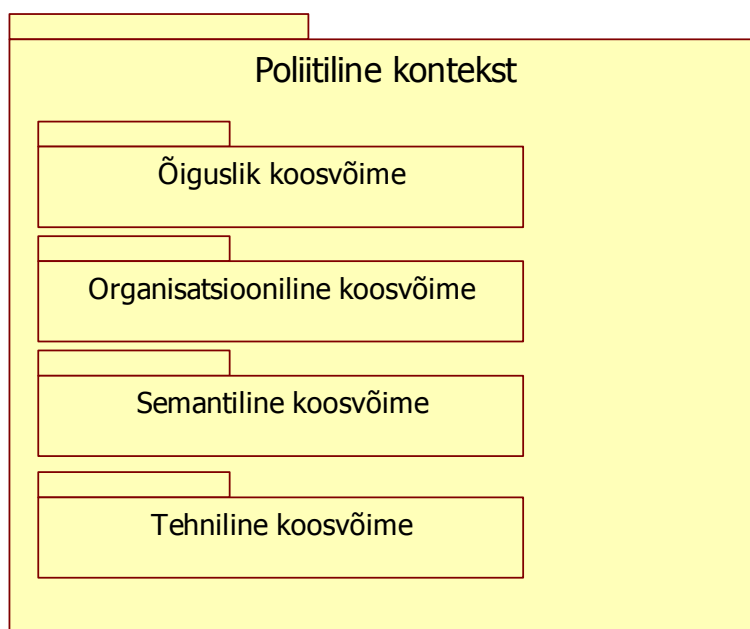 Poliitiline kontekst
Õiguslik koosvõime
Organisatsiooniline koosvõime
Semantiline koosvõime
Tehniline koosvõime